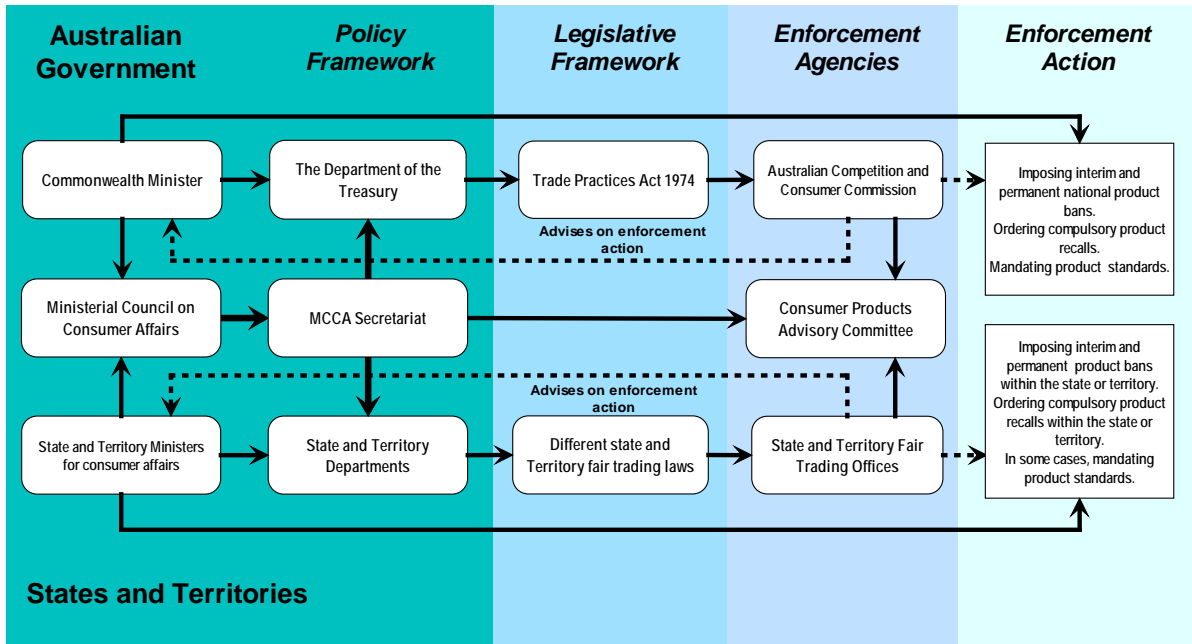 Australian
Government
Policy
Framework
Legislative
Framework
Enforcement
Agencies
Enforcement
Action
Commonwealth Minister
The Department of the
Treasury
Trade Practices Act 1974
Australian Competition and
Consumer Commission
Imposing interim and
permanent national product
bans.
Ordering compulsory product
recalls.
Mandating product standards.
Advises on enforcement
action
Ministerial Council on
Consumer Affairs
MCCA Secretariat
Consumer Products
Advisory Committee
Advises on enforcement
action
State and Territory Ministers
for consumer affairs
State and Territory
Departments
Different state and
Territory fair trading laws
State and Territory Fair
Trading Offices
Imposing interim and
permanent product bans
within the state or territory.
Ordering compulsory product
recalls within the state or
territory.
In some cases, mandating
product standards.
States and Territories